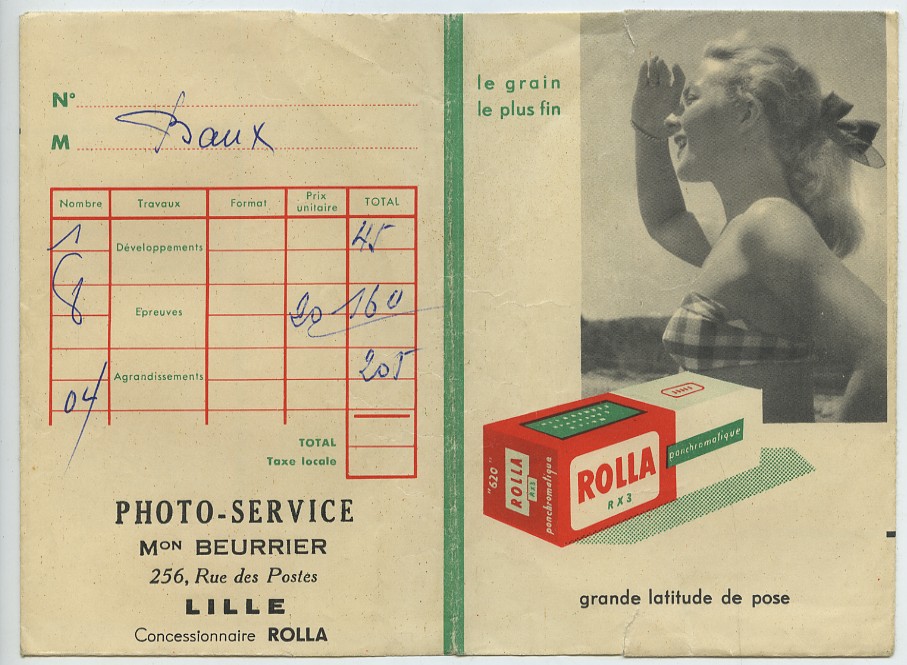 N°
M Baux
Nombre Travaux Format Prix unitaire TOTAL
1 Développements 45
8 Epreuves 20 160
Agrandissements 205
04
TOTAL
Taxe locale
PHOTO-SERVICE
MON BEURRIER
256, Rue des Postes
LILLE
Concessionnaire ROLLA
le grain
le plus fin
"620"
ROLLA
RX3
panchromatique
ROLLA
RX3
panchromatique
grande latitude de pose